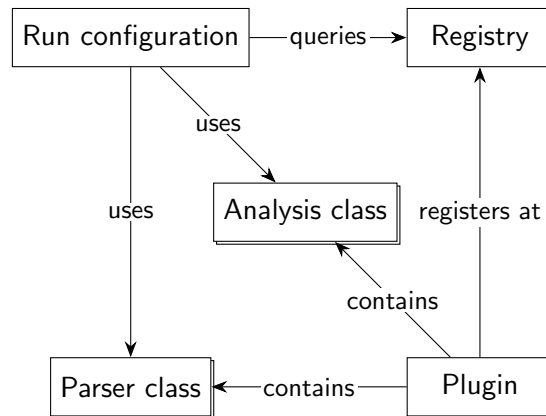 Run configuration
queries
Registry
uses
Analysis class
uses
registers at
contains
Parser class
contains
Plugin